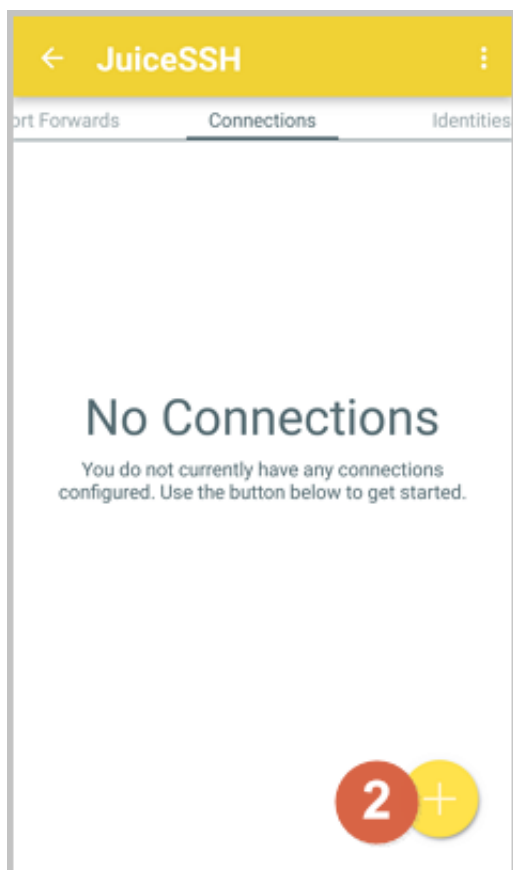 JuiceSSH
ort Forwards Connections Identities
No Connections
You do not currently have any connections
configured. Use the button below to get started.
2